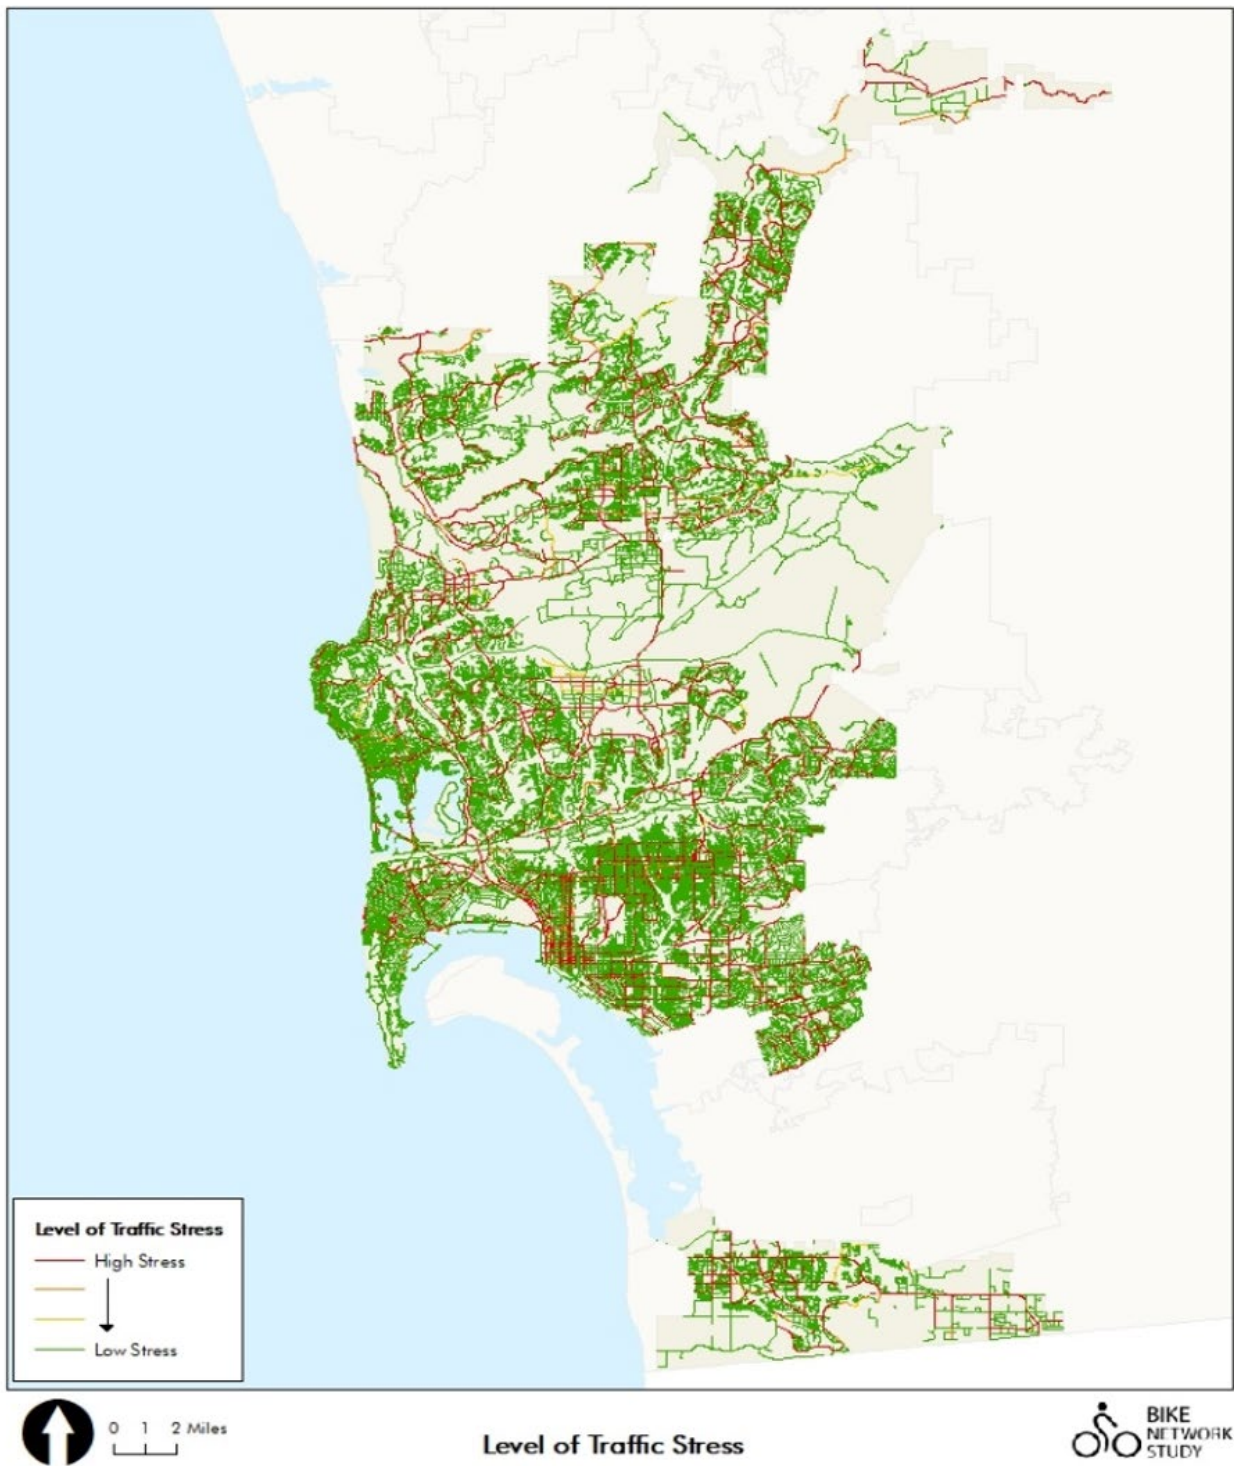 Level of Traffic Stress
High Stress
Low Stress
0 1 2 Miles
Level of Traffic Stress
BIKE
NETWORK
STUDY